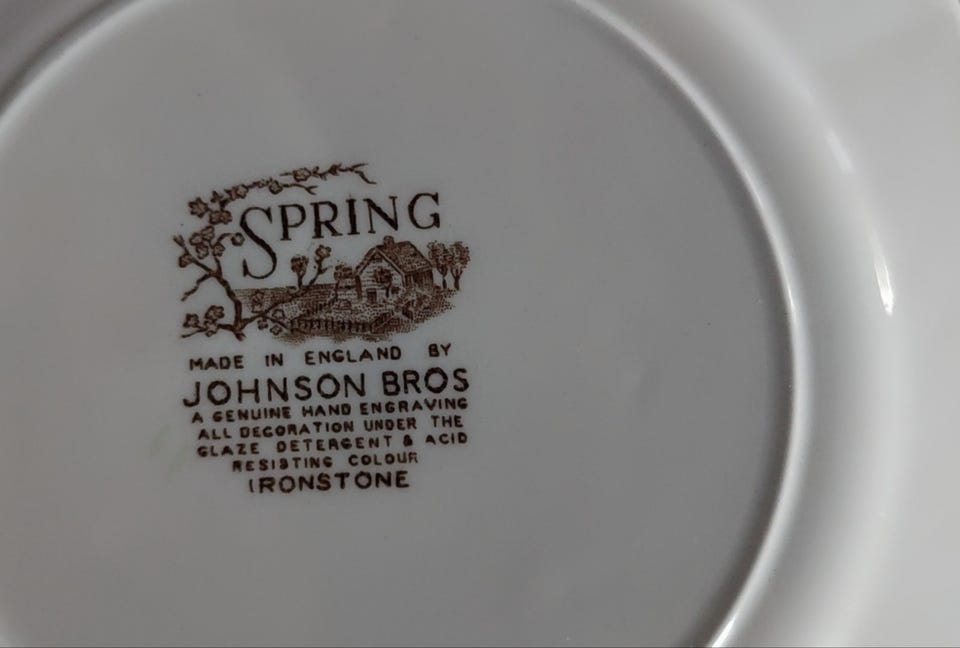 SPRING
MADE IN ENGLAND BY
JOHNSON BROS
A GENUINE HAND ENGRAVING
ALL DECORATION UNDER THE
GLAZE DETERGENT & ACID
RESISTING COLOUR
IRONSTONE